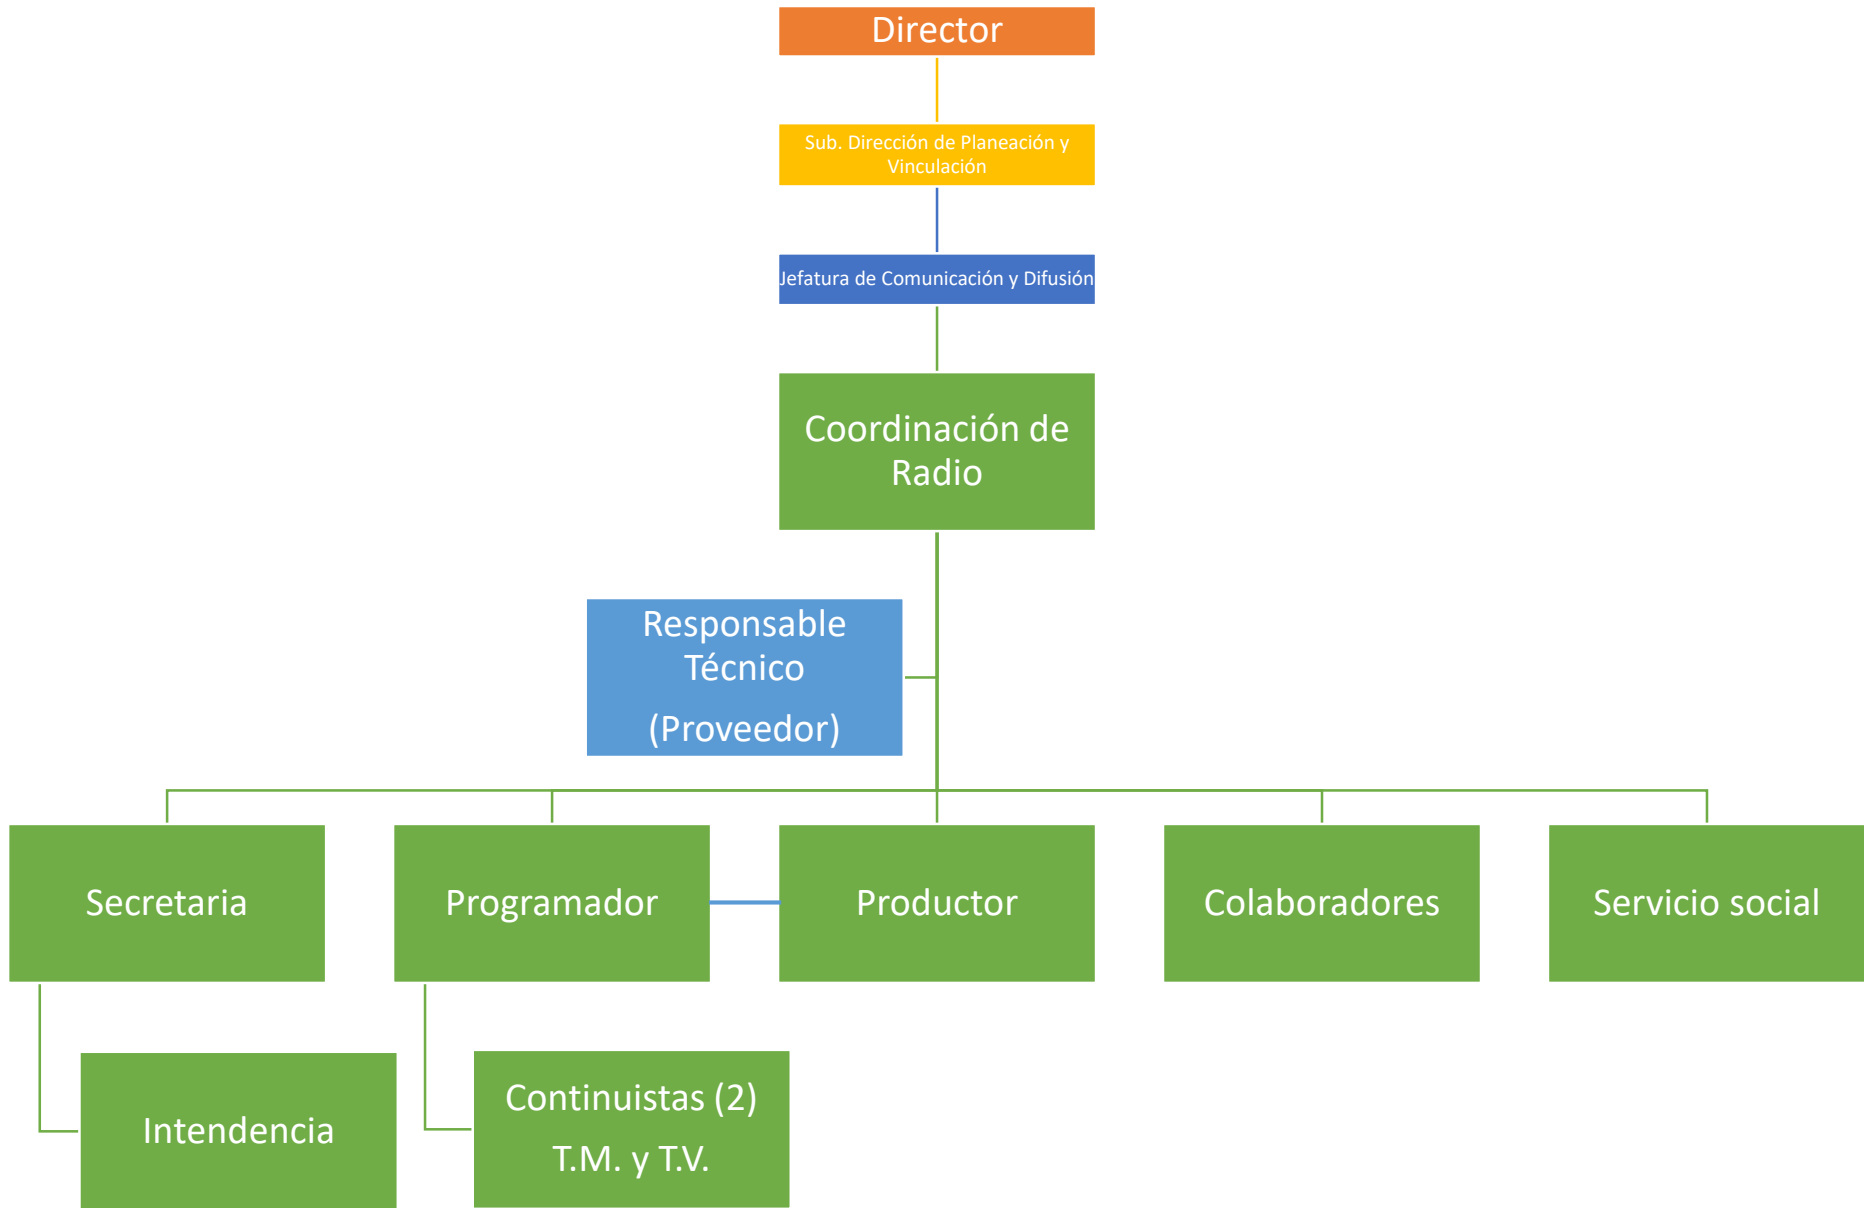 Director
Sub. Dirección de Planeación y
Vinculación
Jefatura de Comunicación y Difusión
Coordinación de
Radio
Responsable
Técnico
(Proveedor)
Secretaria
Programador
Productor
Colaboradores
Servicio social
Intendencia
Continuistas (2)
T.M. y T.V.